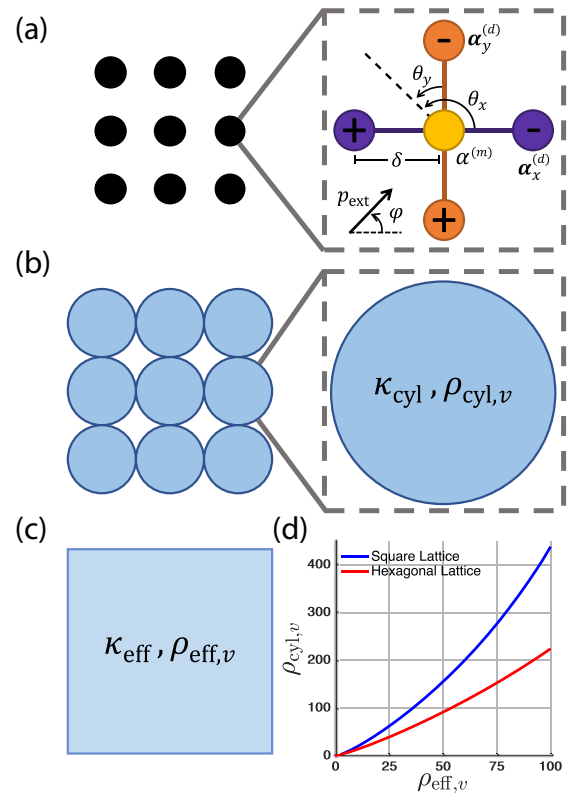 (a)
- α_y^(d)
θ_y θ_x
+ - 
δ α^(m) α_x^(d)
p_ext φ
+
(b)
κ_cyl , ρ_cyl,v
(c)
κ_eff , ρ_eff,v
(d)
Square Lattice
Hexagonal Lattice
400
300
200
100
0
ρ_cyl,v
0 25 50 75 100
ρ_eff,v